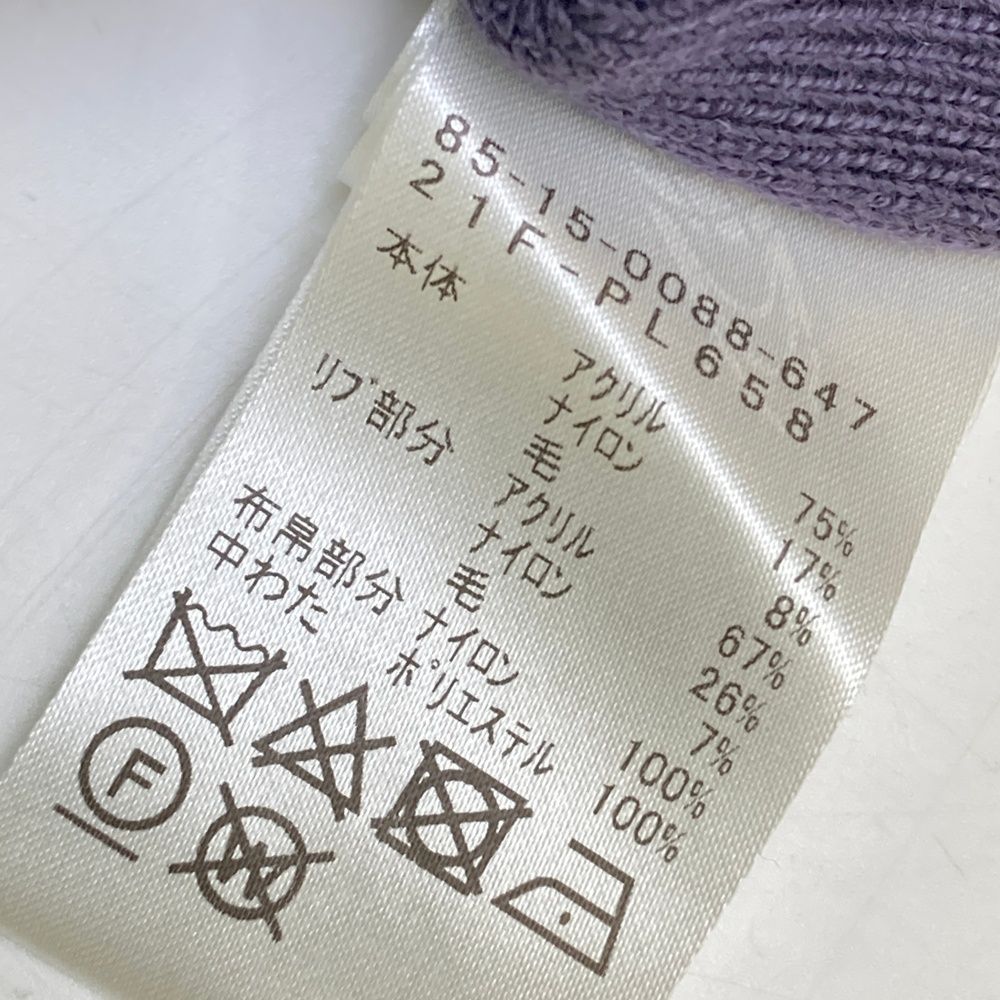 85-15-0088-647
21F-PL658
本体 アクリル 75%
ナイロン 17%
毛 8%
リブ部分 アクリル 67%
ナイロン 26%
毛 7%
布帛部分 ナイロン 100%
中わた ポリエステル 100%
F
W